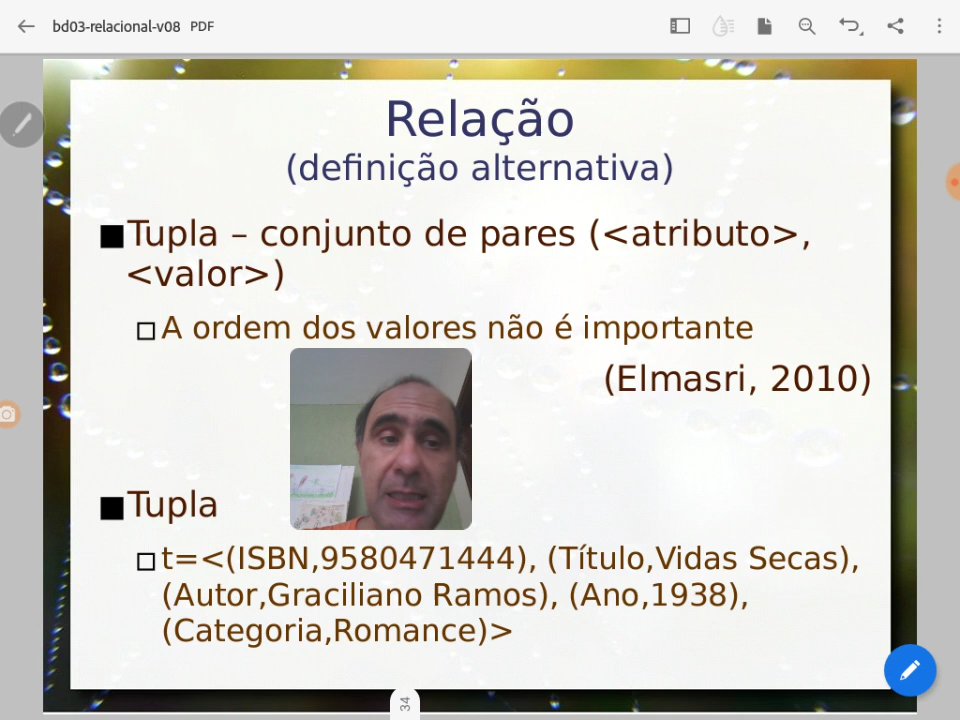 bd03-relacional-v08 PDF
Relação
(definição alternativa)
Tupla – conjunto de pares (<atributo>,
<valor>)
A ordem dos valores não é importante
(Elmasri, 2010)
Tupla
t=<(ISBN,9580471444), (Título,Vidas Secas),
(Autor,Graciliano Ramos), (Ano,1938),
(Categoria,Romance)>
34